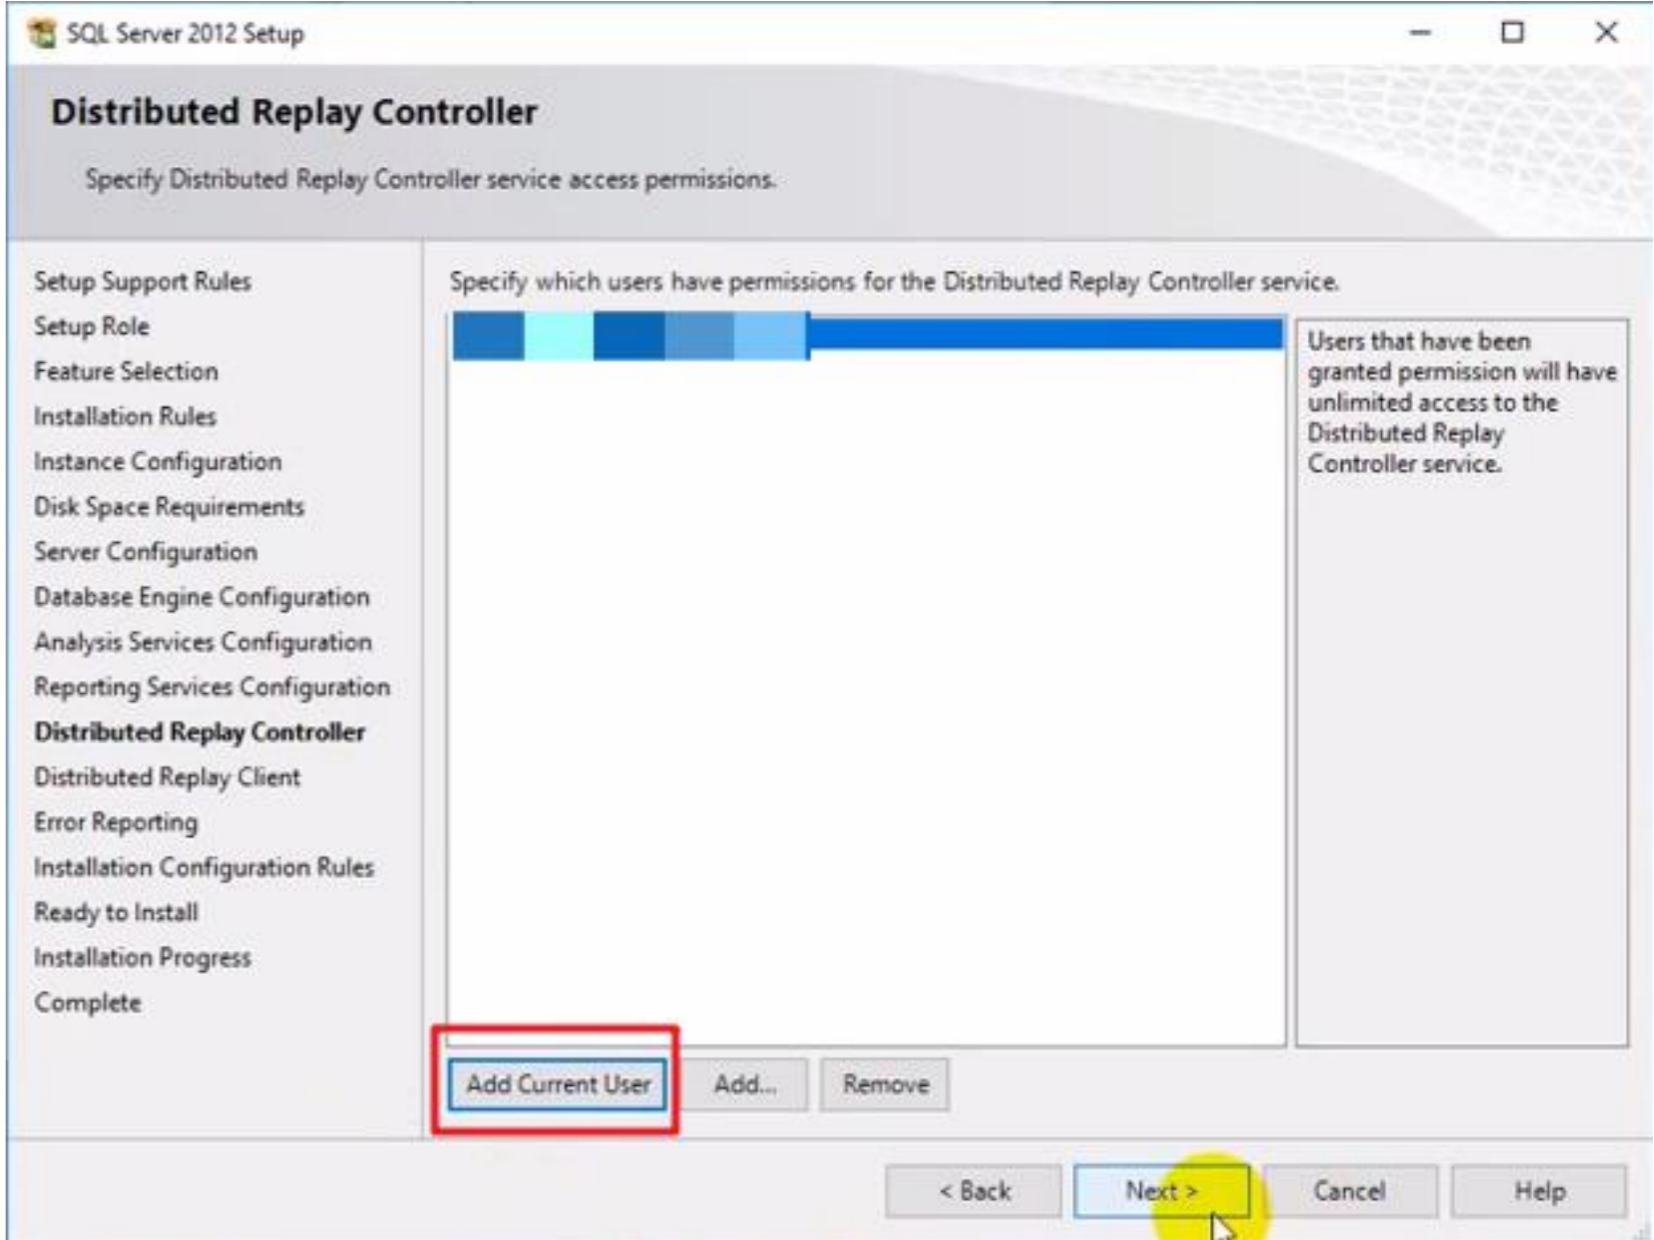 SQL Server 2012 Setup
Distributed Replay Controller
Specify Distributed Replay Controller service access permissions.
Setup Support Rules
Setup Role
Feature Selection
Installation Rules
Instance Configuration
Disk Space Requirements
Server Configuration
Database Engine Configuration
Analysis Services Configuration
Reporting Services Configuration
Distributed Replay Controller
Distributed Replay Client
Error Reporting
Installation Configuration Rules
Ready to Install
Installation Progress
Complete
Specify which users have permissions for the Distributed Replay Controller service.
Users that have been
granted permission will have
unlimited access to the
Distributed Replay
Controller service.
Add Current User
Add...
Remove
< Back
Next >
Cancel
Help